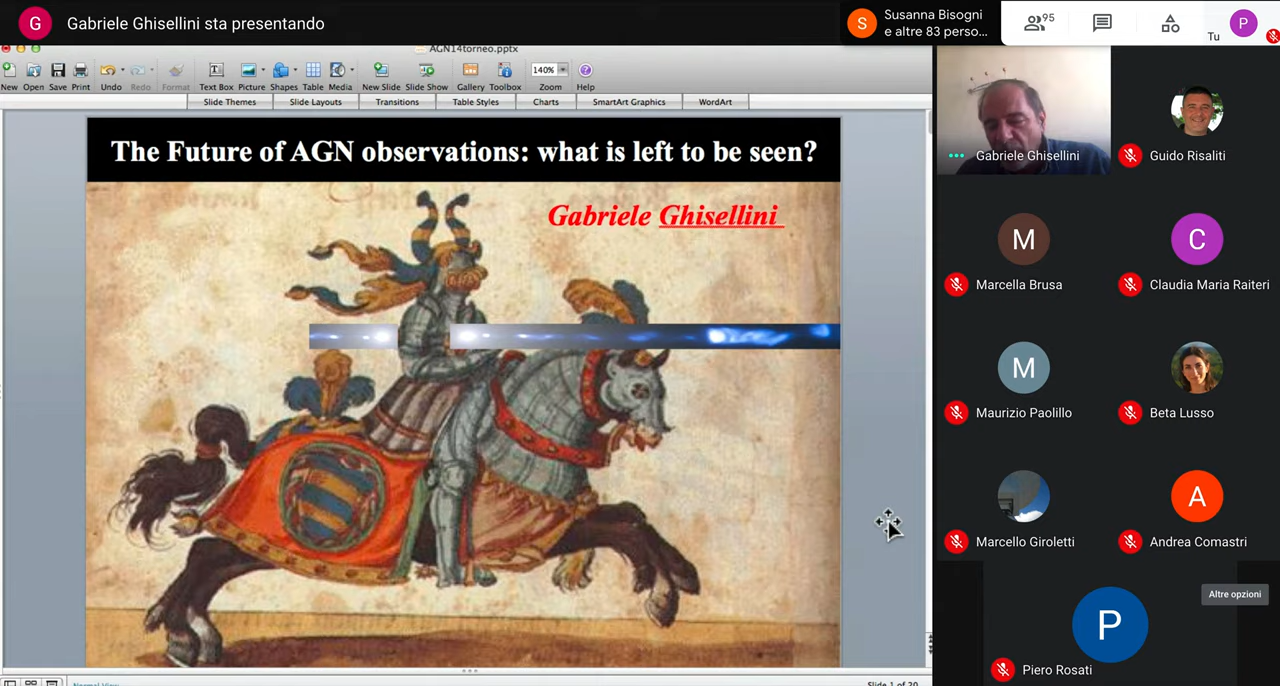 G
Gabriele Ghisellini sta presentando
S
Susanna Bisogni
e altre 83 perso...
95
Tu
P
AGN14torneo.pptx
New Open Save Print Undo Redo Format Text Box Picture Shapes Table Media New Slide Slide Show Gallery Toolbox
140%
Zoom
Help
Slide Themes Slide Layouts Transitions Table Styles Charts SmartArt Graphics WordArt
The Future of AGN observations: what is left to be seen?
Gabriele Ghisellini
Gabriele Ghisellini
Guido Risaliti
M
Marcella Brusa
C
Claudia Maria Raiteri
M
Maurizio Paolillo
Beta Lusso
Marcello Giroletti
A
Andrea Comastri
Altre opzioni
P
Piero Rosati
Normal View
Slide 1 of 20